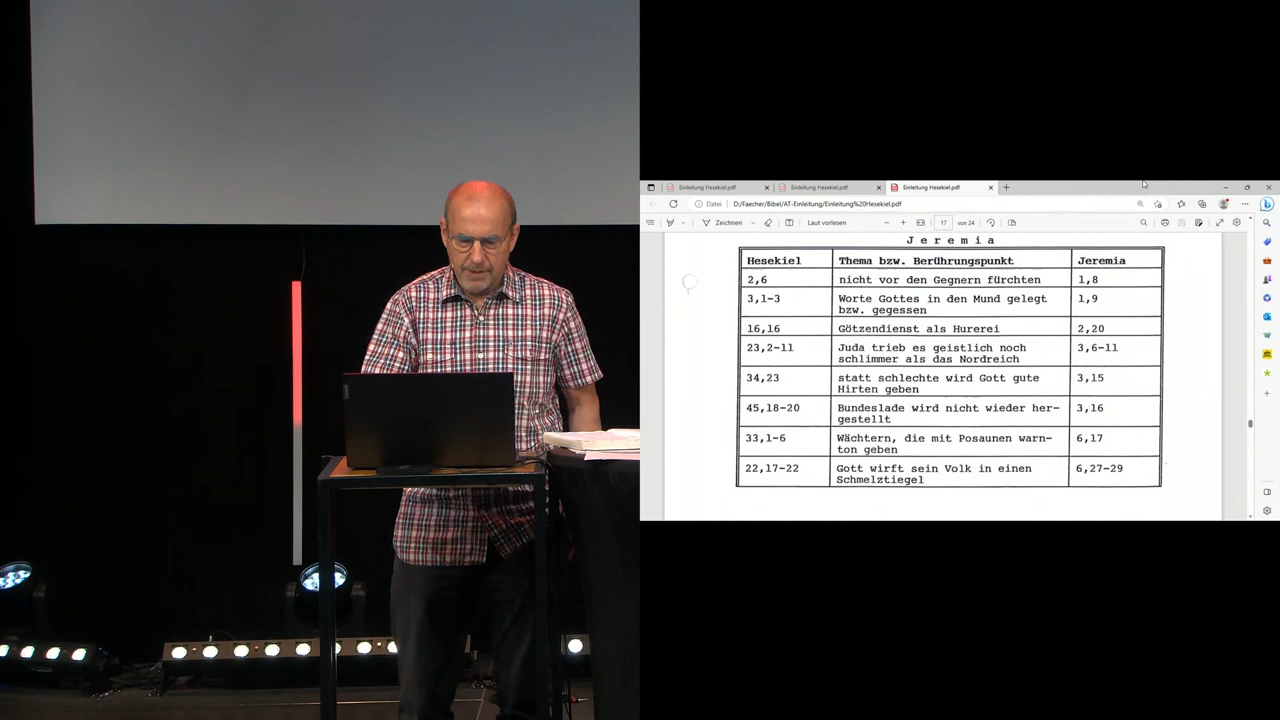 Einleitung Hesekiel.pdf
Einleitung Hesekiel.pdf
Einleitung Hesekiel.pdf
Datei
D:/Faecher/Bibel/AT-Einleitung/Einleitung%20Hesekiel.pdf
Zeichnen
Laut vorlesen
17
von 24
Jeremia
Hesekiel Thema bzw. Berührungspunkt Jeremia
2,6 nicht vor den Gegnern fürchten 1,8
3,1-3 Worte Gottes in den Mund gelegt 1,9
bzw. gegessen
16,16 Götzendienst als Hurerei 2,20
23,2-11 Juda trieb es geistlich noch 3,6-11
schlimmer als das Nordreich
34,23 statt schlechte wird Gott gute 3,15
Hirten geben
45,18-20 Bundeslade wird nicht wieder her- 3,16
gestellt
33,1-6 Wächtern, die mit Posaunen warn- 6,17
ton geben
22,17-22 Gott wirft sein Volk in einen 6,27-29
Schmelztiegel